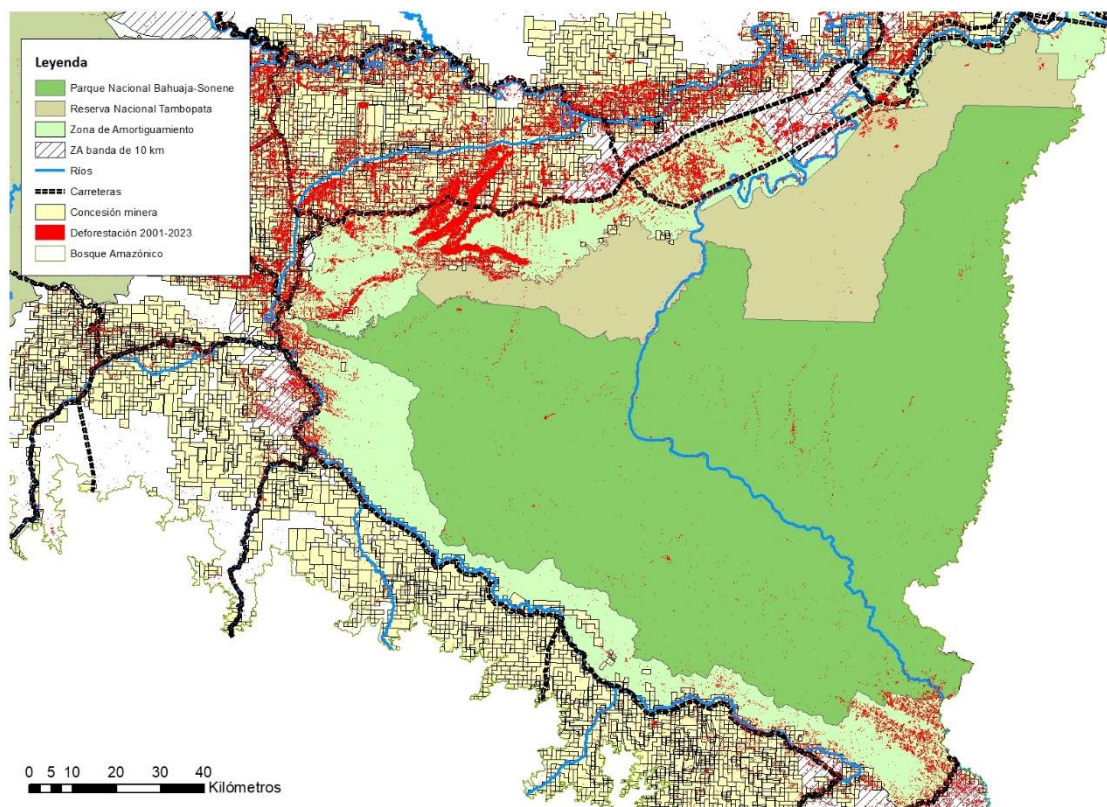 Leyenda
Parque Nacional Bahuaja-Sonene
Reserva Nacional Tambopata
Zona de Amortiguamiento
ZA banda de 10 km
Ríos
Carreteras
Concesión minera
Deforestación 2001-2023
Bosque Amazónico
0 5 10 20 30 40
Kilómetros